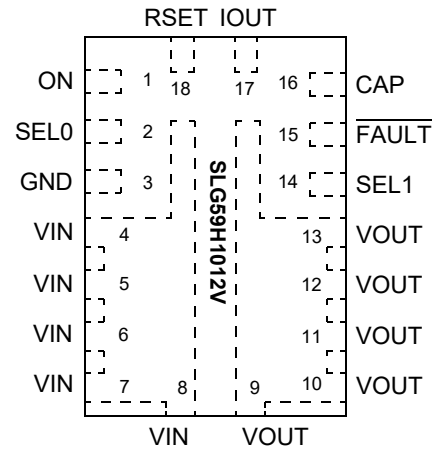 RSET IOUT
ON 1 18 17 16 CAP
SEL0 2 15 FAULT
GND 3 14 SEL1
SLG59H1012V
VIN 4 13 VOUT
VIN 5 12 VOUT
VIN 6 11 VOUT
VIN 7 8 9 10 VOUT
VIN VOUT